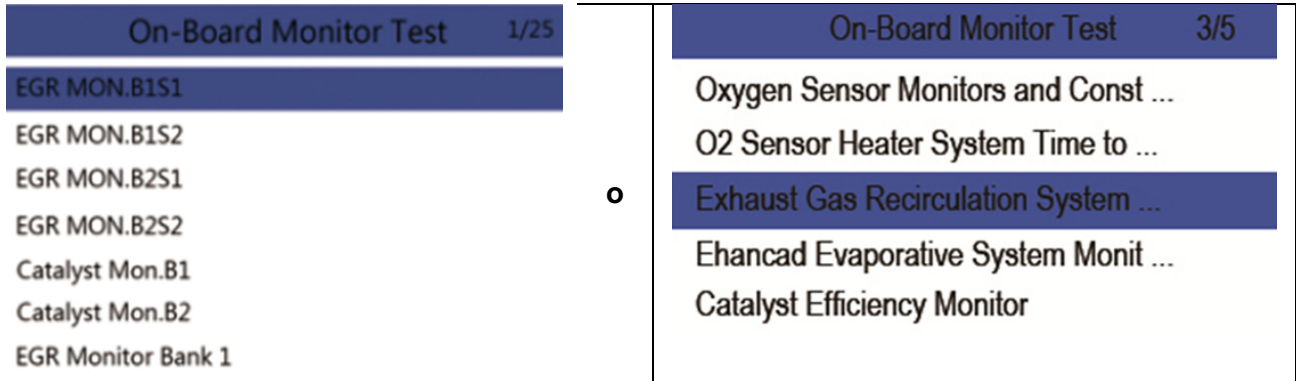 On-Board Monitor Test 1/25
EGR MON.B1S1
EGR MON.B1S2
EGR MON.B2S1
EGR MON.B2S2
Catalyst Mon.B1
Catalyst Mon.B2
EGR Monitor Bank 1
o
On-Board Monitor Test 3/5
Oxygen Sensor Monitors and Const ...
O2 Sensor Heater System Time to ...
Exhaust Gas Recirculation System ...
Ehancad Evaporative System Monit ...
Catalyst Efficiency Monitor